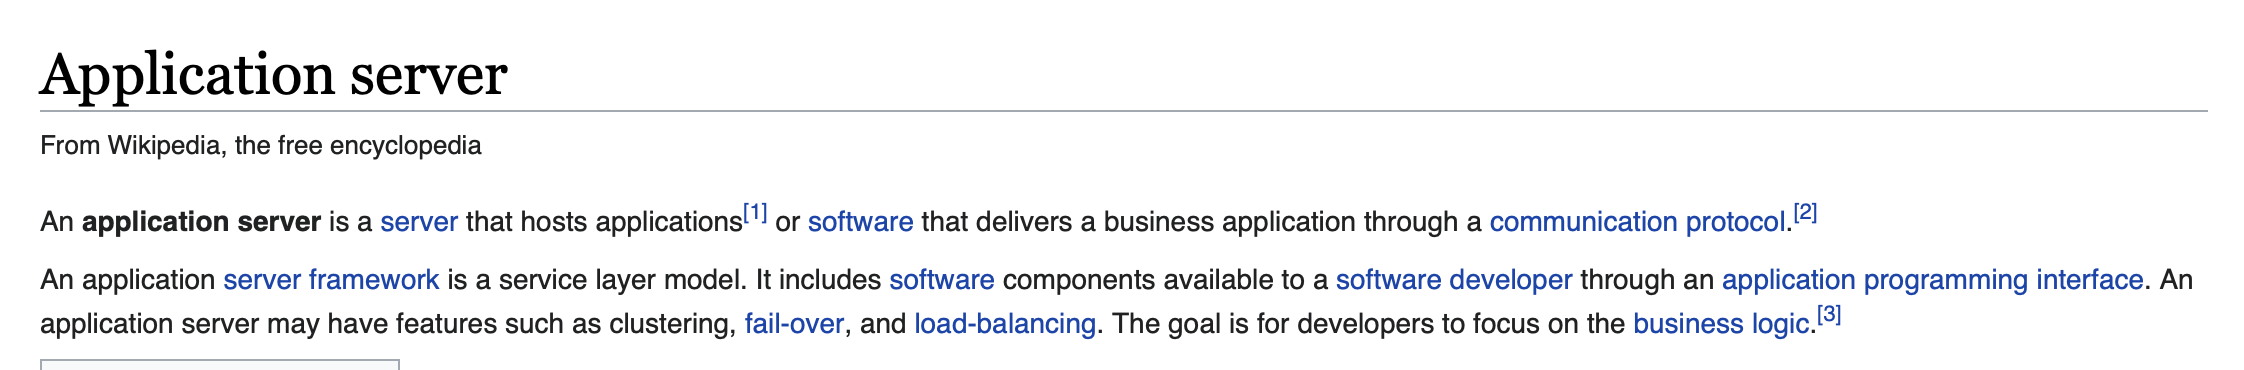 Application server
From Wikipedia, the free encyclopedia
An application server is a server that hosts applications[1] or software that delivers a business application through a communication protocol.[2]
An application server framework is a service layer model. It includes software components available to a software developer through an application programming interface. An
application server may have features such as clustering, fail-over, and load-balancing. The goal is for developers to focus on the business logic.[3]